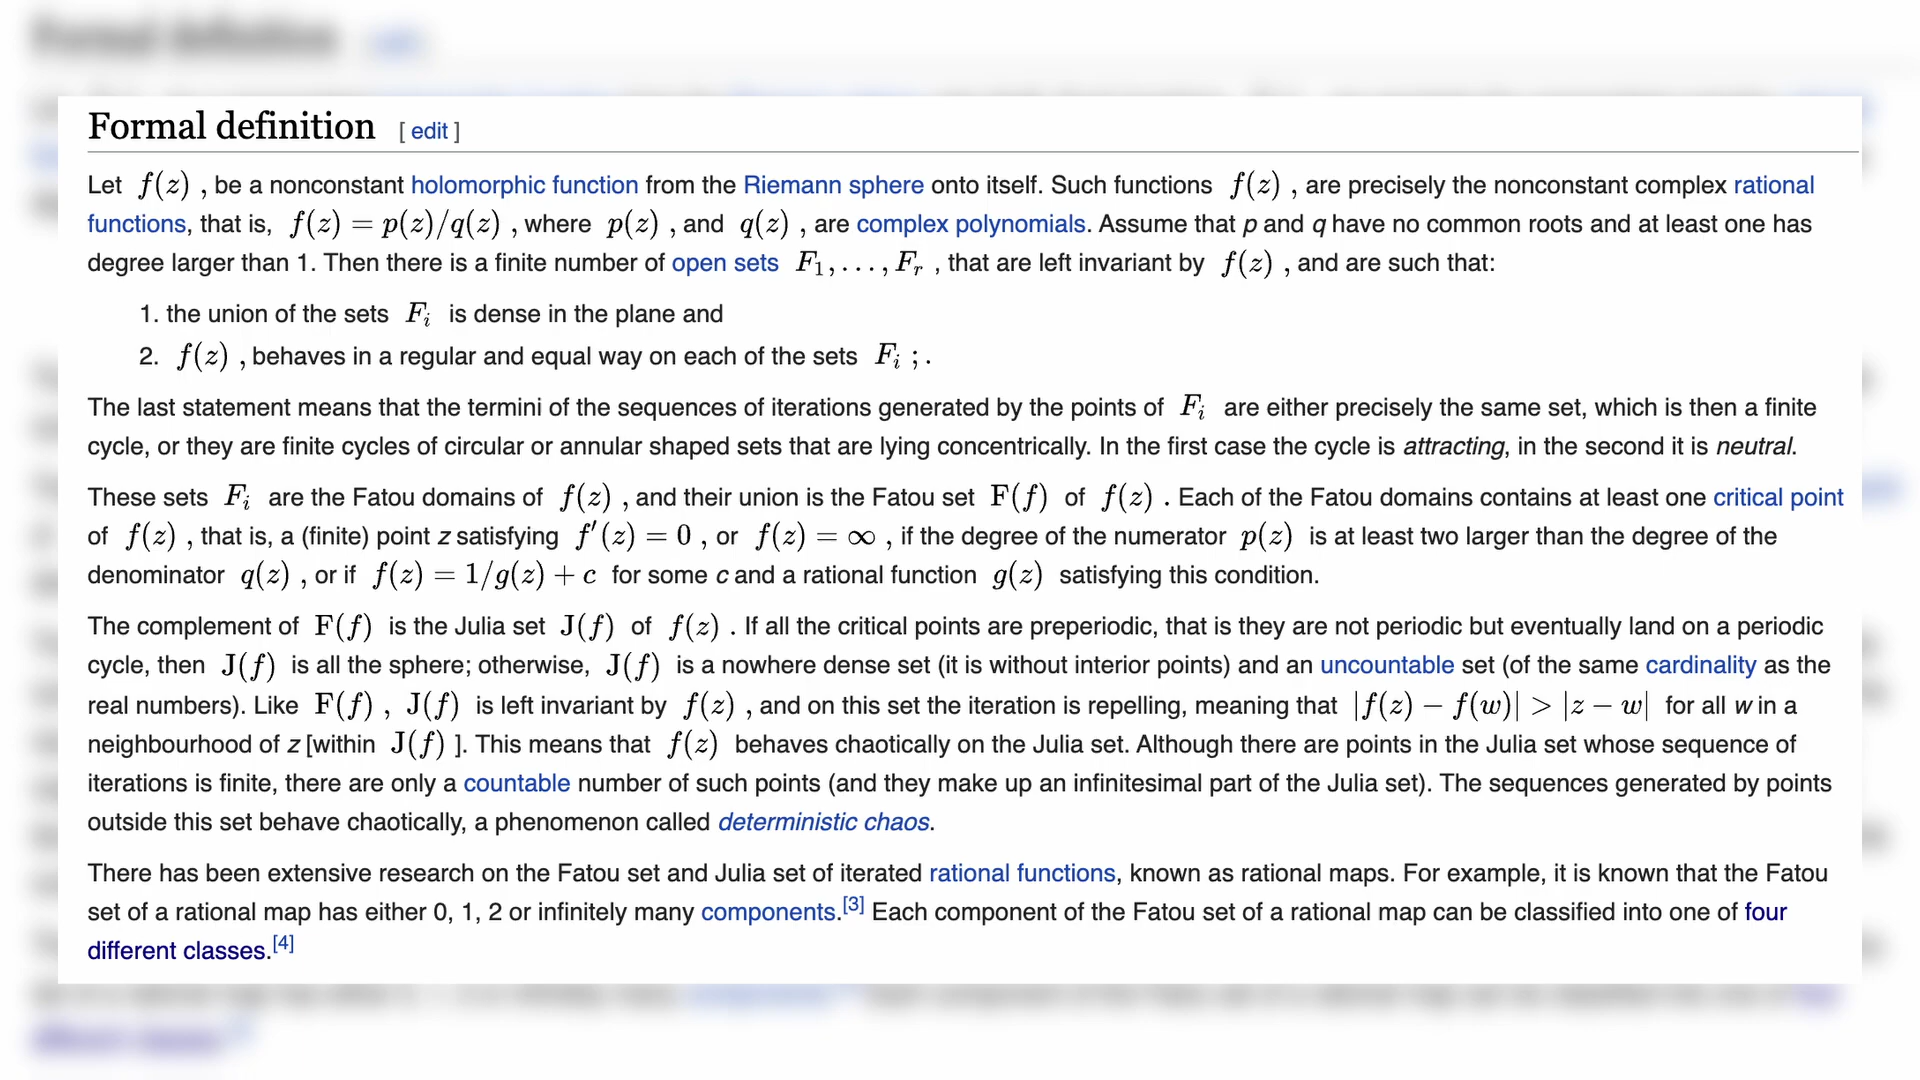 Formal definition [ edit ]
Let f(z) , be a nonconstant holomorphic function from the Riemann sphere onto itself. Such functions f(z) , are precisely the nonconstant complex rational
functions, that is, f(z) = p(z)/q(z) , where p(z) , and q(z) , are complex polynomials. Assume that p and q have no common roots and at least one has
degree larger than 1. Then there is a finite number of open sets F₁, . . . , Fᵣ , that are left invariant by f(z) , and are such that:
1. the union of the sets Fᵢ is dense in the plane and
2. f(z) , behaves in a regular and equal way on each of the sets Fᵢ ; .
The last statement means that the termini of the sequences of iterations generated by the points of Fᵢ are either precisely the same set, which is then a finite
cycle, or they are finite cycles of circular or annular shaped sets that are lying concentrically. In the first case the cycle is attracting, in the second it is neutral.
These sets Fᵢ are the Fatou domains of f(z) , and their union is the Fatou set F(f) of f(z) . Each of the Fatou domains contains at least one critical point
of f(z) , that is, a (finite) point z satisfying f′(z) = 0 , or f(z) = ∞ , if the degree of the numerator p(z) is at least two larger than the degree of the
denominator q(z) , or if f(z) = 1/g(z) + c for some c and a rational function g(z) satisfying this condition.
The complement of F(f) is the Julia set J(f) of f(z) . If all the critical points are preperiodic, that is they are not periodic but eventually land on a periodic
cycle, then J(f) is all the sphere; otherwise, J(f) is a nowhere dense set (it is without interior points) and an uncountable set (of the same cardinality as the
real numbers). Like F(f) , J(f) is left invariant by f(z) , and on this set the iteration is repelling, meaning that |f(z) − f(w)| > |z − w| for all w in a
neighbourhood of z [within J(f) ]. This means that f(z) behaves chaotically on the Julia set. Although there are points in the Julia set whose sequence of
iterations is finite, there are only a countable number of such points (and they make up an infinitesimal part of the Julia set). The sequences generated by points
outside this set behave chaotically, a phenomenon called deterministic chaos.
There has been extensive research on the Fatou set and Julia set of iterated rational functions, known as rational maps. For example, it is known that the Fatou
set of a rational map has either 0, 1, 2 or infinitely many components.[3] Each component of the Fatou set of a rational map can be classified into one of four
different classes.[4]